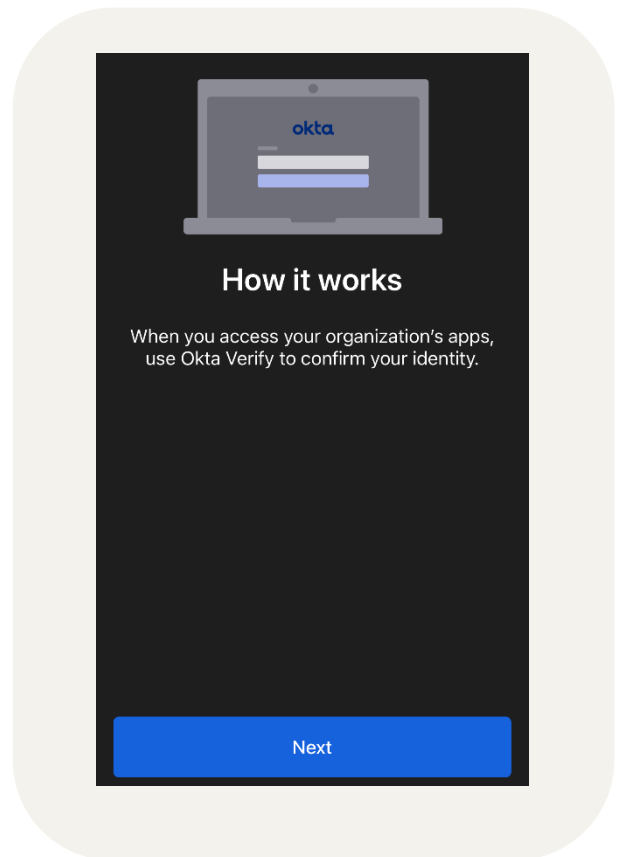 okta
How it works
When you access your organization’s apps,
use Okta Verify to confirm your identity.
Next